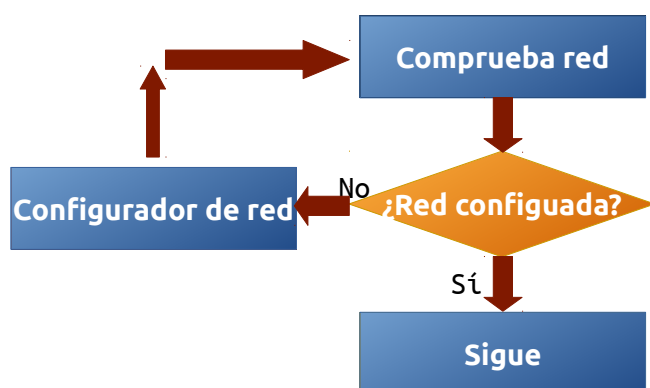 Comprueba red
No
¿Red configuada?
Configurador de red
Sí
Sigue